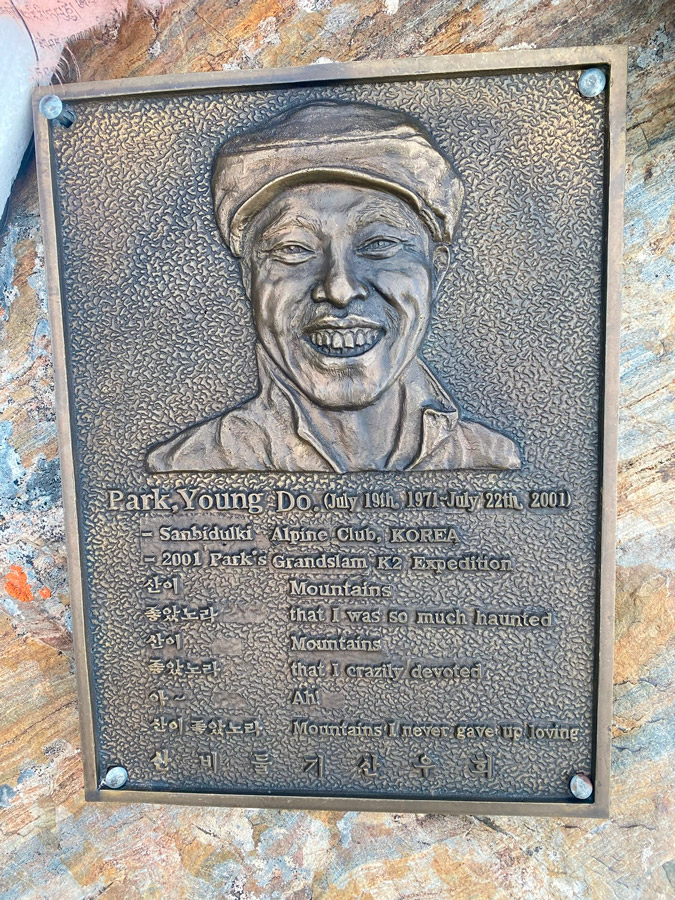 Park,Young Do. (July 19th, 1971~July 22th, 2001)
- Sanbidulki Alpine Club, KOREA
- 2001 Park's Grandslam K2 Expedition
산이 Mountains
좋았노라 that I was so much haunted
산이 Mountains
좋았노라 that I crazily devoted
아~ Ah!
산이 좋았노라. Mountains I never gave up loving
산 비 들 기 산 우 회